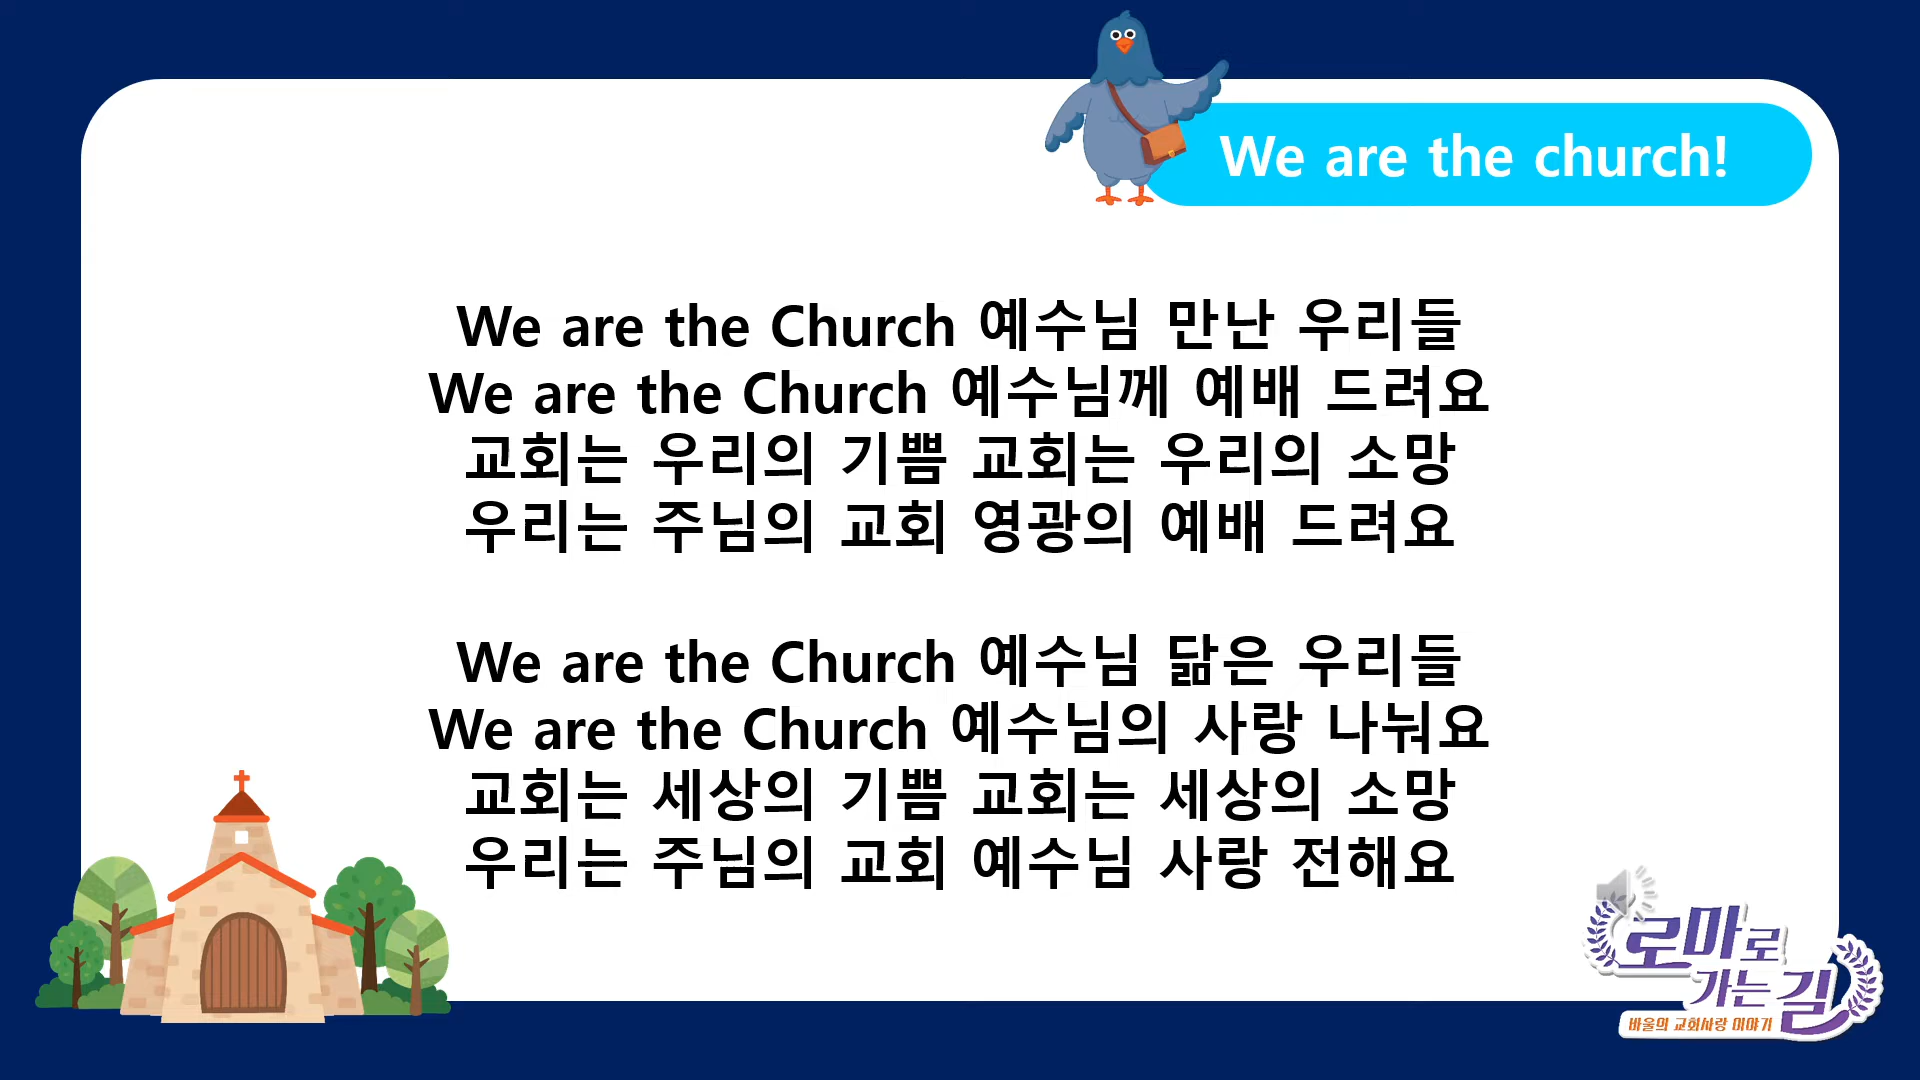 We are the church!
We are the Church 예수님 만난 우리들
We are the Church 예수님께 예배 드려요
교회는 우리의 기쁨 교회는 우리의 소망
우리는 주님의 교회 영광의 예배 드려요
We are the Church 예수님 닮은 우리들
We are the Church 예수님의 사랑 나눠요
교회는 세상의 기쁨 교회는 세상의 소망
우리는 주님의 교회 예수님 사랑 전해요
로마로
가는 길
바울의 교회사랑 이야기